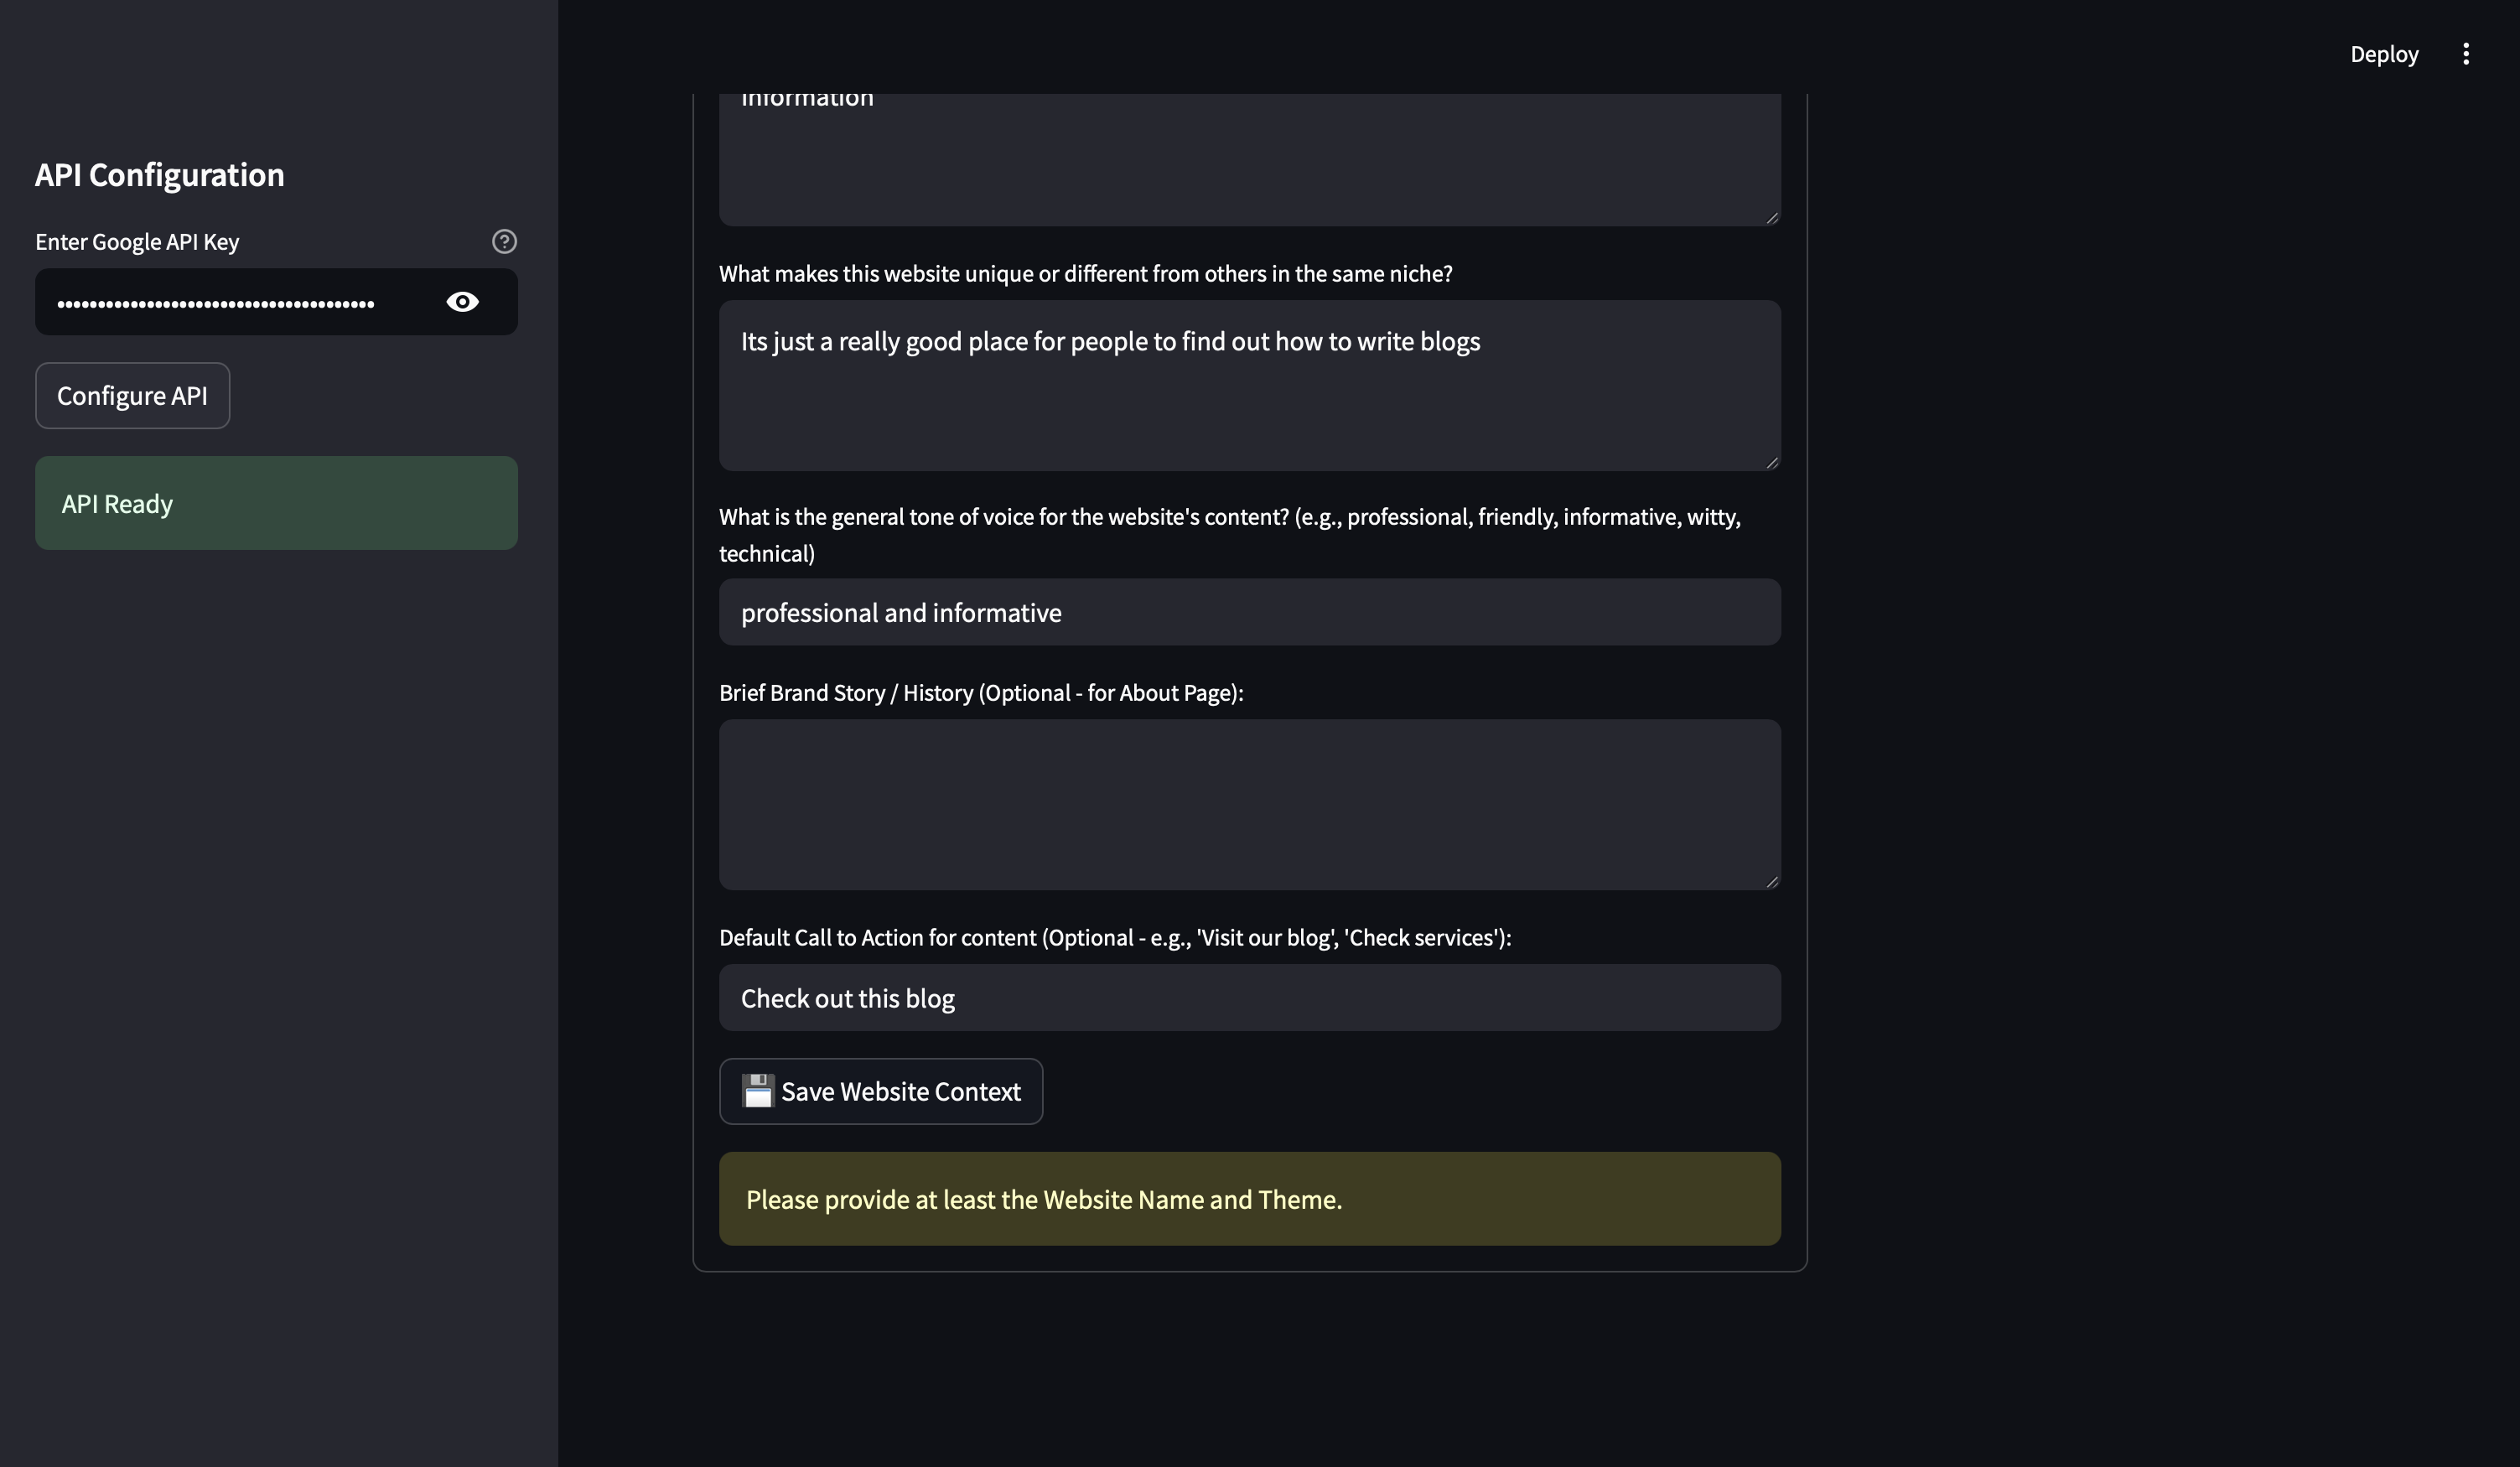 Deploy
API Configuration
Enter Google API Key
Configure API
API Ready
information
What makes this website unique or different from others in the same niche?
Its just a really good place for people to find out how to write blogs
What is the general tone of voice for the website's content? (e.g., professional, friendly, informative, witty,
technical)
professional and informative
Brief Brand Story / History (Optional - for About Page):
Default Call to Action for content (Optional - e.g., 'Visit our blog', 'Check services'):
Check out this blog
Save Website Context
Please provide at least the Website Name and Theme.